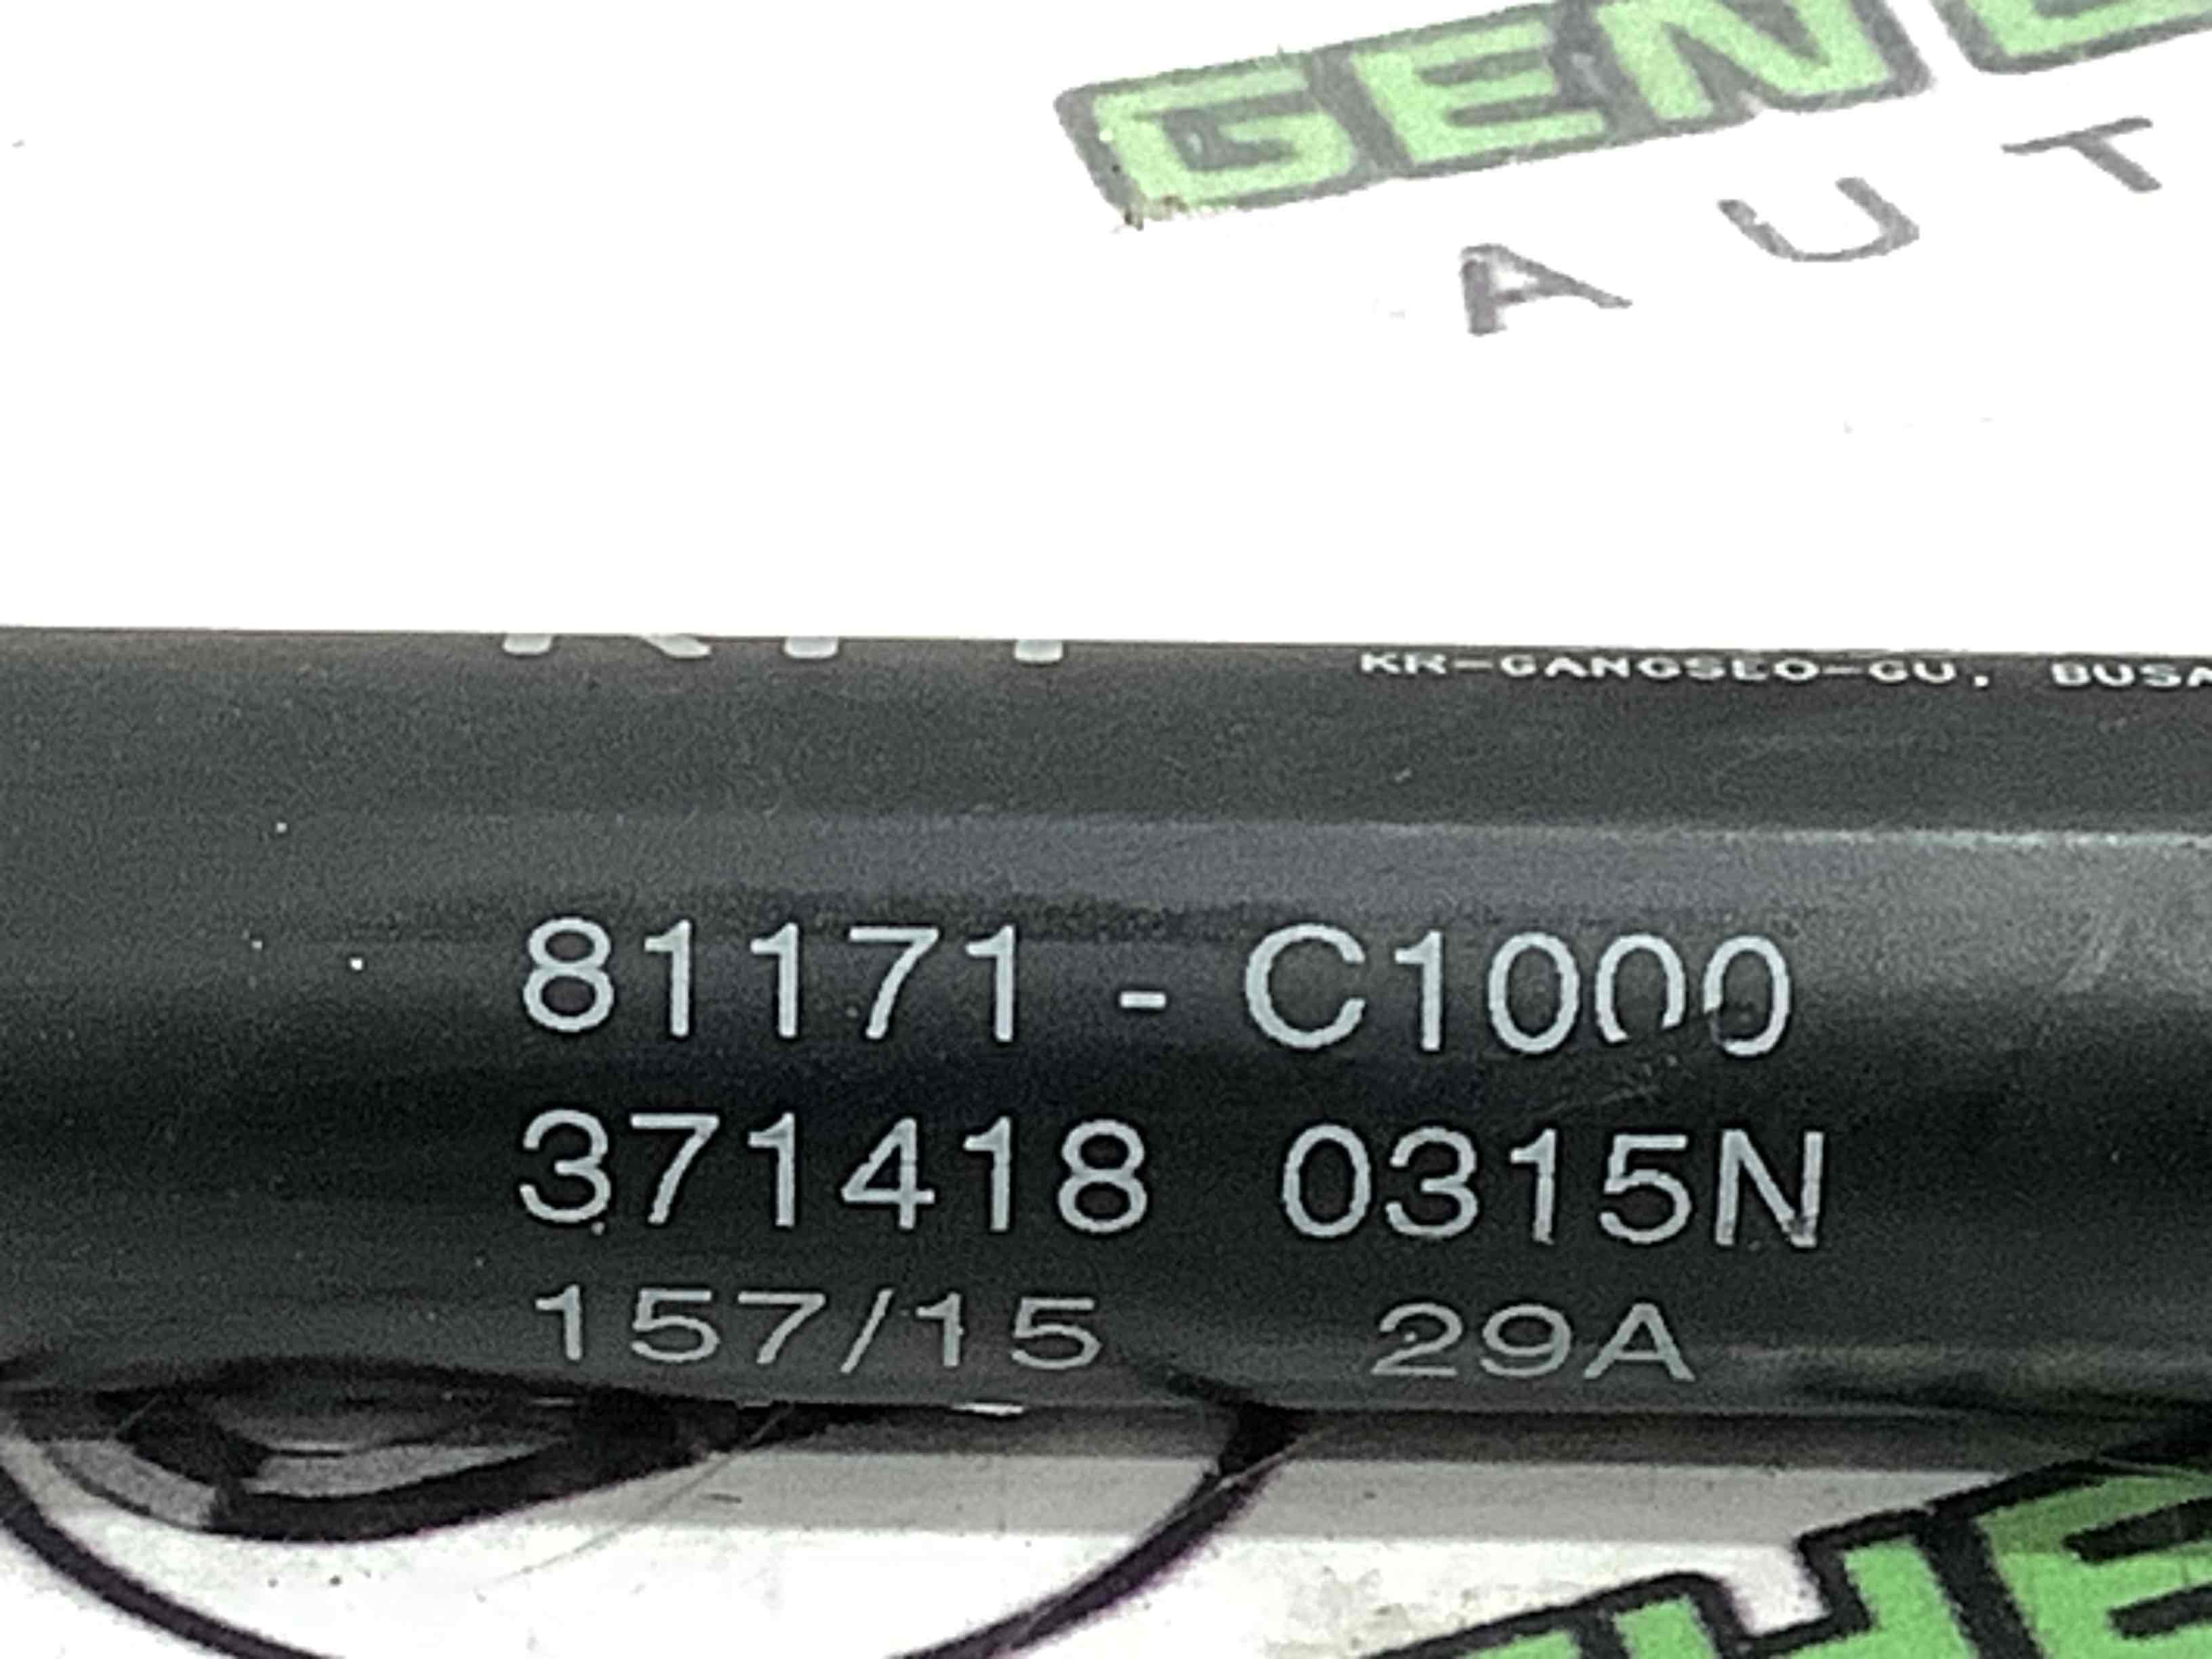 GEN
AUT
KR-GANGSEO-GU, BUSA
81171 - C1000
371418 0315N
157/15 29A